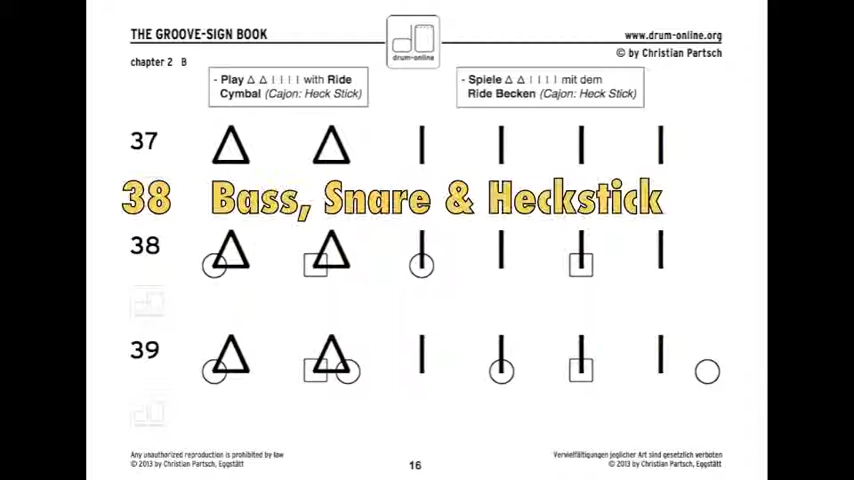 THE GROOVE-SIGN BOOK
www.drum-online.org
drum-online
© by Christian Partsch
chapter 2 B
- Play Δ Δ | | | | with Ride
Cymbal (Cajon: Heck Stick)
- Spiele Δ Δ | | | | mit dem
Ride Becken (Cajon: Heck Stick)
37
38 Bass, Snare & Heckstick
38
39
Any unauthorized reproduction is prohibited by law
© 2013 by Christian Partsch, Eggstätt
16
Vervielfältigungen jeglicher Art sind gesetzlich verboten
© 2013 by Christian Partsch, Eggstätt